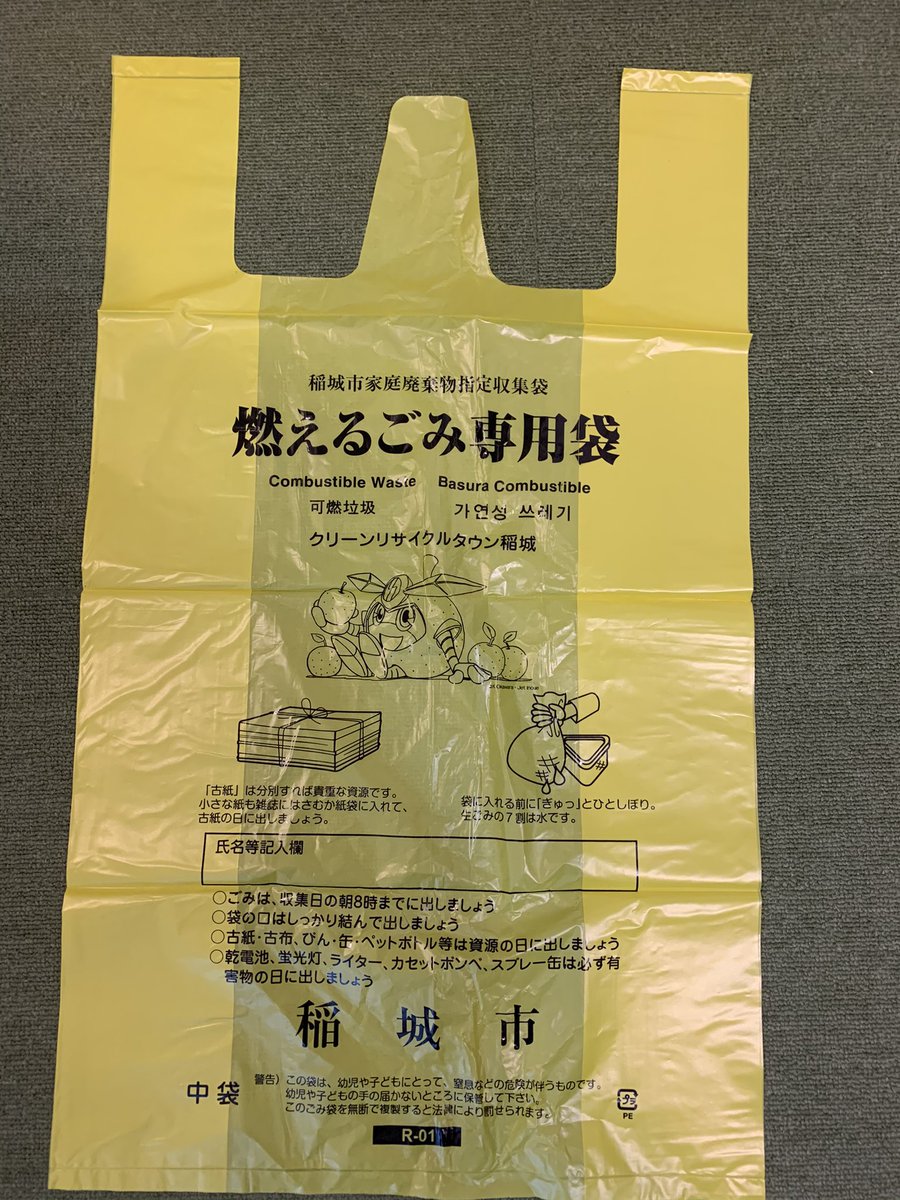 稲城市家庭廃棄物指定収集袋
燃えるごみ専用袋
Combustible Waste Basura Combustible
可燃垃圾 가연성 쓰레기
クリーンリサイクルタウン稲城
「古紙」は分別すれば貴重な資源です。
小さな紙も雑誌にはさむか紙袋に入れて、
古紙の日に出しましょう。
袋に入れる前に「ぎゅっ」とひとしぼり。
生ごみの7割は水です。
氏名等記入欄
○ごみは、収集日の朝8時までに出しましょう
○袋の口はしっかり結んで出しましょう
○古紙・古布、びん・缶・ペットボトル等は資源の日に出しましょう
○乾電池、蛍光灯、ライター、カセットボンベ、スプレー缶は必ず有
害物の日に出しましょう
稲城市
中袋
警告）この袋は、幼児や子どもにとって、窒息などの危険が伴うものです。
幼児や子どもの手の届かないところに保管して下さい。
このごみ袋を無断で複製すると法律により罰せられます。
プラ
PE
R-01